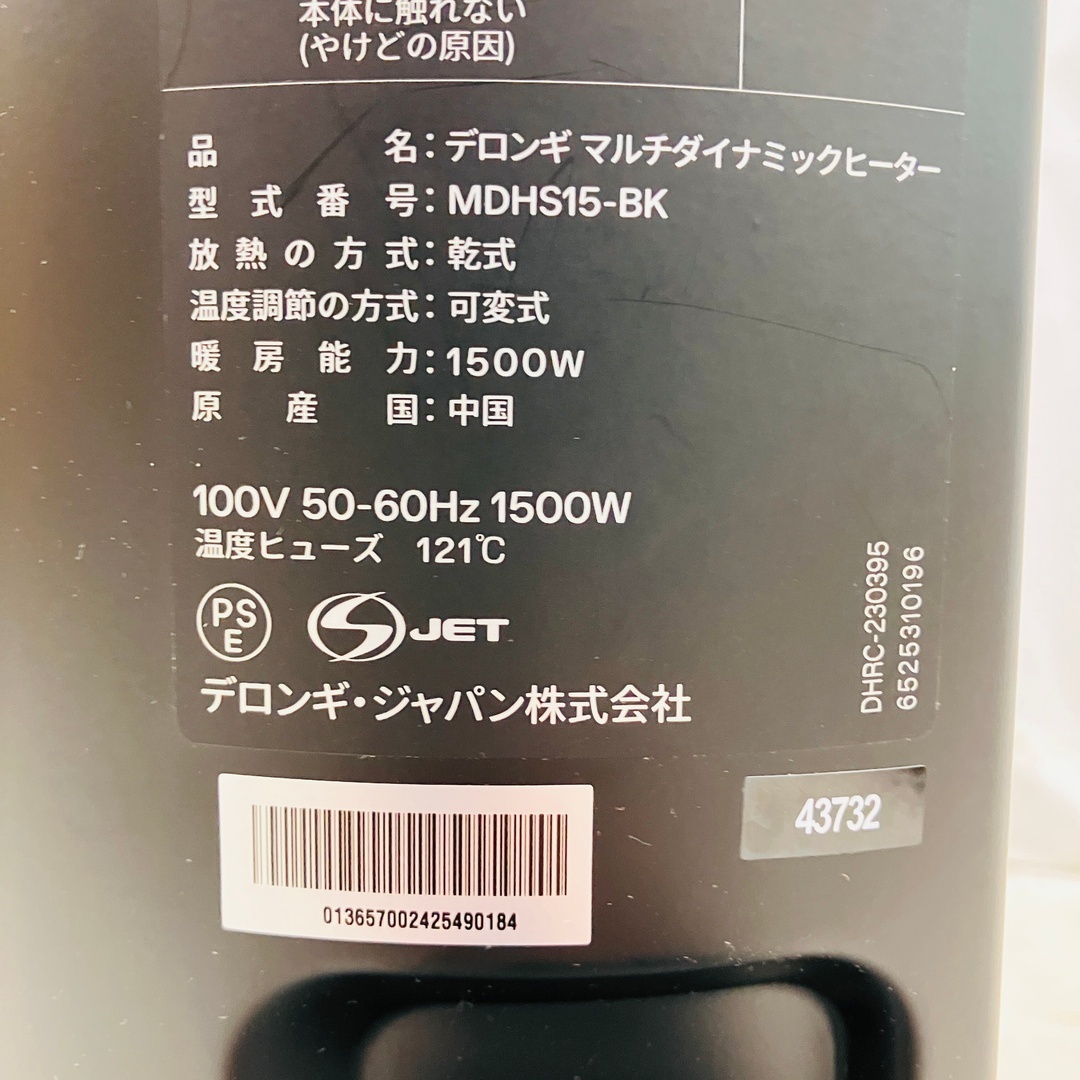 本体に触れない
(やけどの原因)
品名：デロンギ マルチダイナミックヒーター
型式番号：MDHS15-BK
放熱の方式：乾式
温度調節の方式：可変式
暖房能力：1500W
原産国：中国
100V 50-60Hz 1500W
温度ヒューズ 121℃
PS
E
S JET
デロンギ・ジャパン株式会社
DHRC-230395
6525310196
43732
013657002425490184